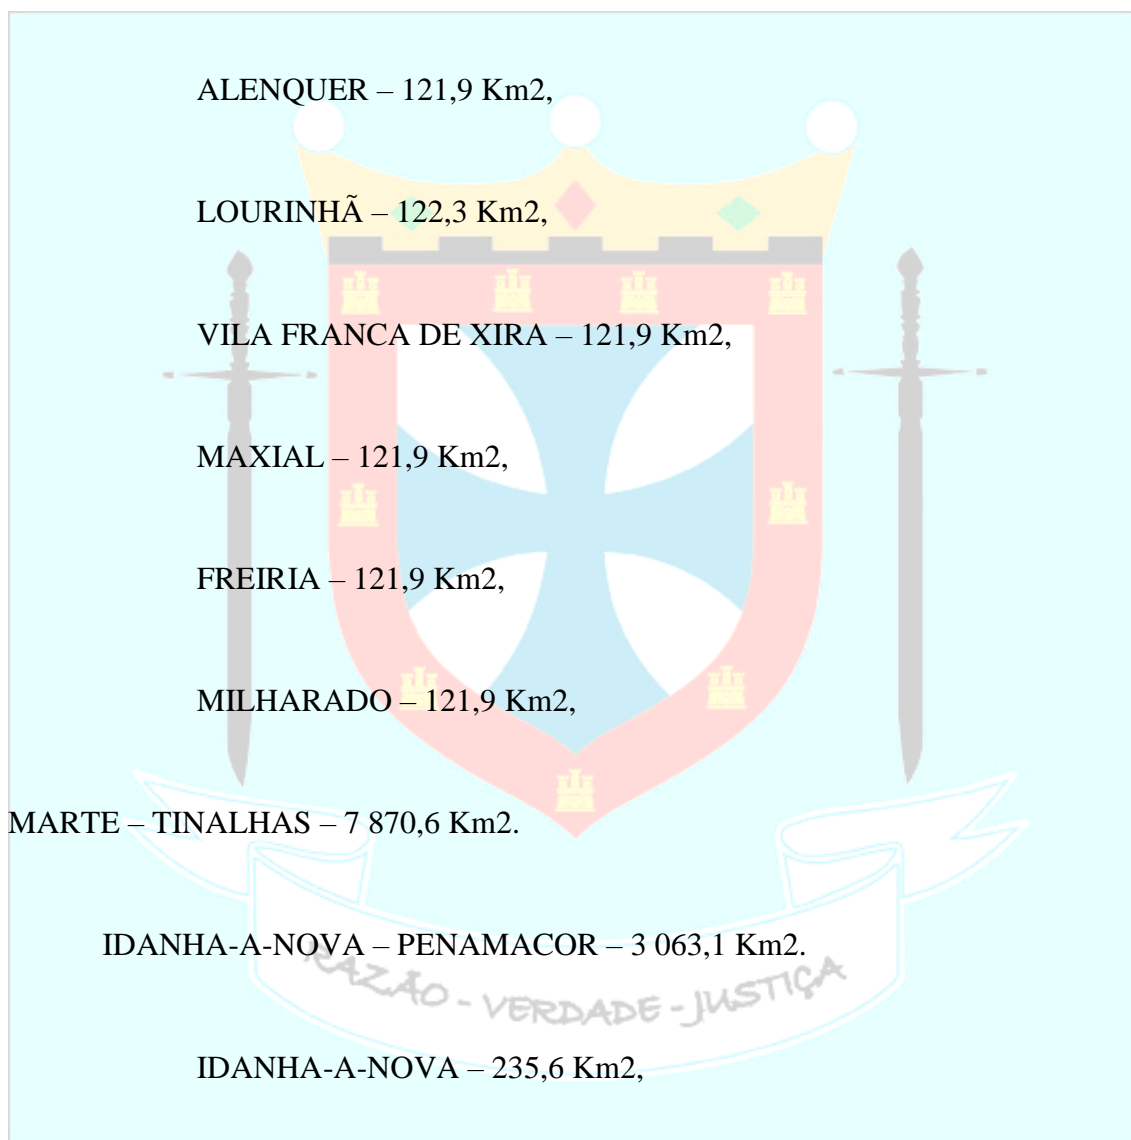 ALENQUER – 121,9 Km2,
LOURINHÃ – 122,3 Km2,
VILA FRANCA DE XIRA – 121,9 Km2,
MAXIAL – 121,9 Km2,
FREIRIA – 121,9 Km2,
MILHARADO – 121,9 Km2,
MARTE – TINALHAS – 7 870,6 Km2.
IDANHA-A-NOVA – PENAMACOR – 3 063,1 Km2.
RAZÃO - VERDADE - JUSTIÇA
IDANHA-A-NOVA – 235,6 Km2,